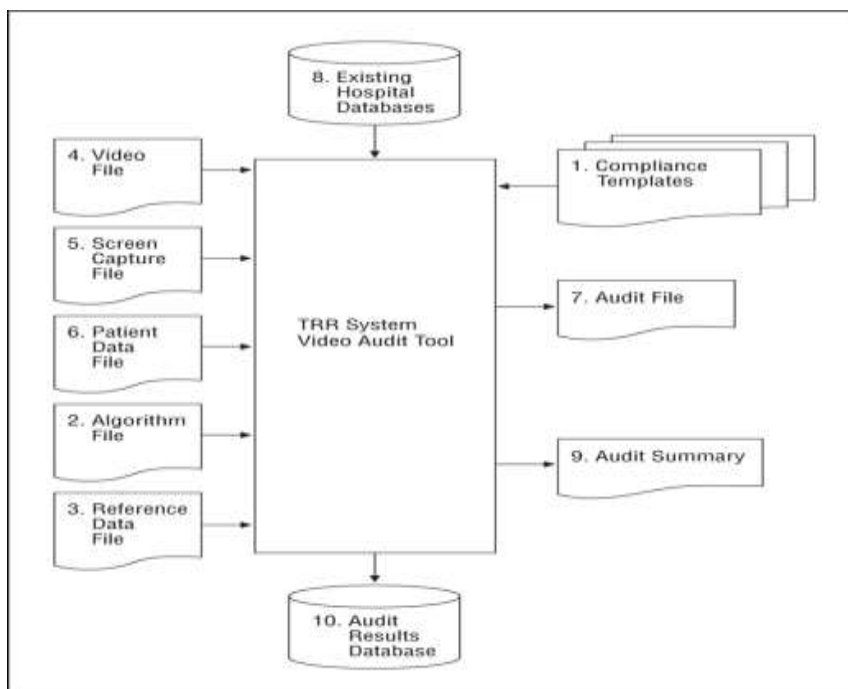 8. Existing
Hospital
Databases
4. Video
File
1. Compliance
Templates
5. Screen
Capture
File
7. Audit File
6. Patient
Data
File
TRR System
Video Audit Tool
2. Algorithm
File
9. Audit Summary
3. Reference
Data
File
10. Audit
Results
Database